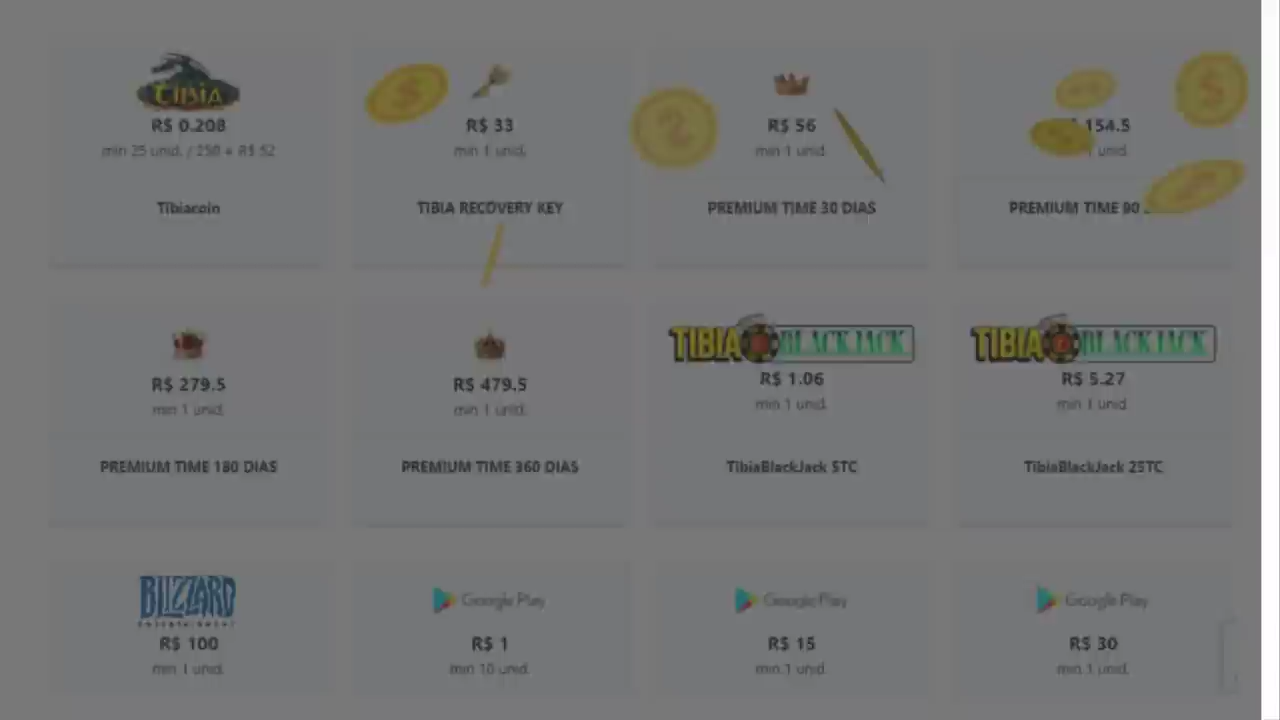 TIBIA
R$ 0.208
min 25 unid. / 250 = R$ 52
Tibiacoin
R$ 33
min 1 unid.
TIBIA RECOVERY KEY
R$ 56
min 1 unid.
PREMIUM TIME 30 DIAS
154.5
unid.
PREMIUM TIME 90
R$ 279.5
min 1 unid.
PREMIUM TIME 180 DIAS
R$ 479.5
min 1 unid.
PREMIUM TIME 360 DIAS
TIBIA BLACKJACK
R$ 1.06
min 1 unid.
TibiaBlackJack 5TC
TIBIA BLACKJACK
R$ 5.27
min 1 unid.
TibiaBlackJack 25TC
BLIZZARD
ENTERTAINMENT
R$ 100
min 1 unid.
Google Play
R$ 1
min 10 unid.
Google Play
R$ 15
min 1 unid.
Google Play
R$ 30
min 1 unid.